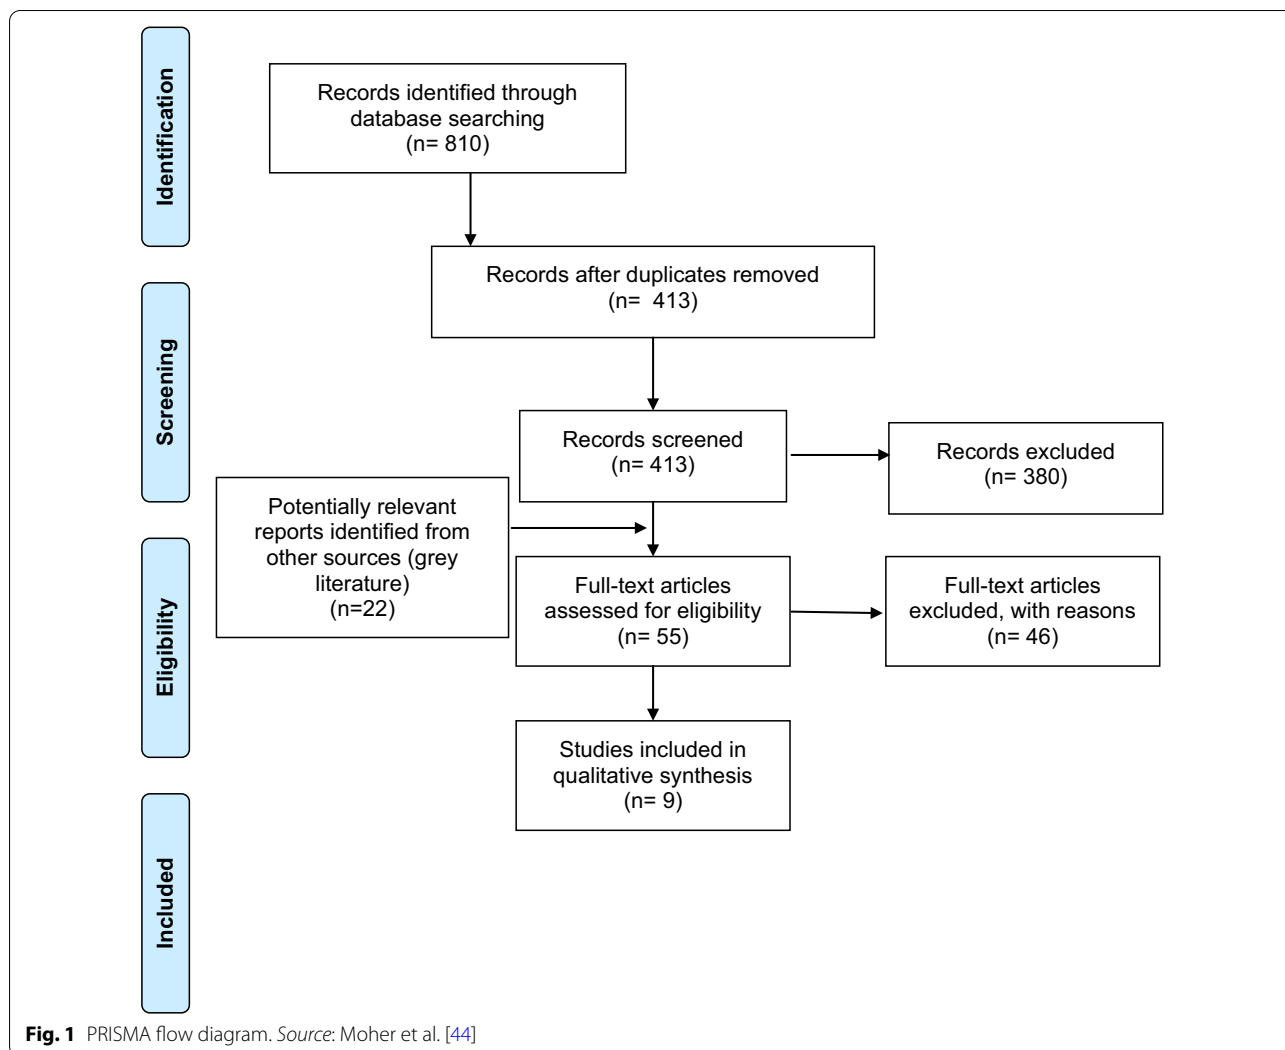 Identification
Records identified through
database searching
(n= 810)
Records after duplicates removed
(n=  413)
Screening
Records screened
(n= 413)
Records excluded
(n= 380)
Potentially relevant
reports identified from
other sources (grey
literature)
(n=22)
Eligibility
Full-text articles
assessed for eligibility
(n= 55)
Full-text articles
excluded, with reasons
(n= 46)
Studies included in
qualitative synthesis
(n= 9)
Included
Fig. 1 PRISMA flow diagram. Source: Moher et al. [44]